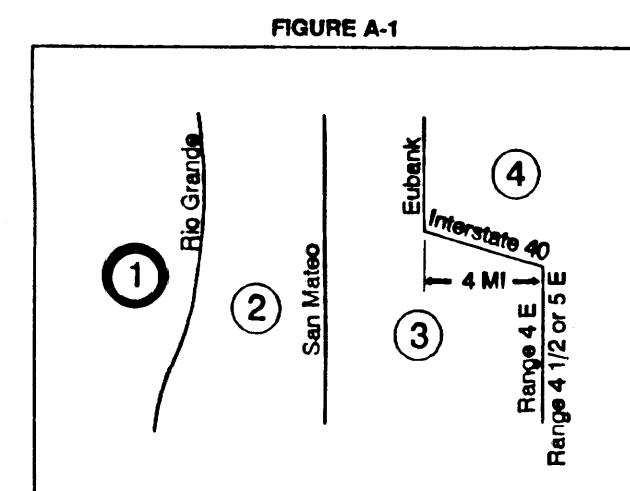 FIGURE A-1
Rio Grande
San Mateo
Eubank
Interstate 40
4 MI
Range 4 E
Range 4 1/2 or 5 E
1
2
3
4